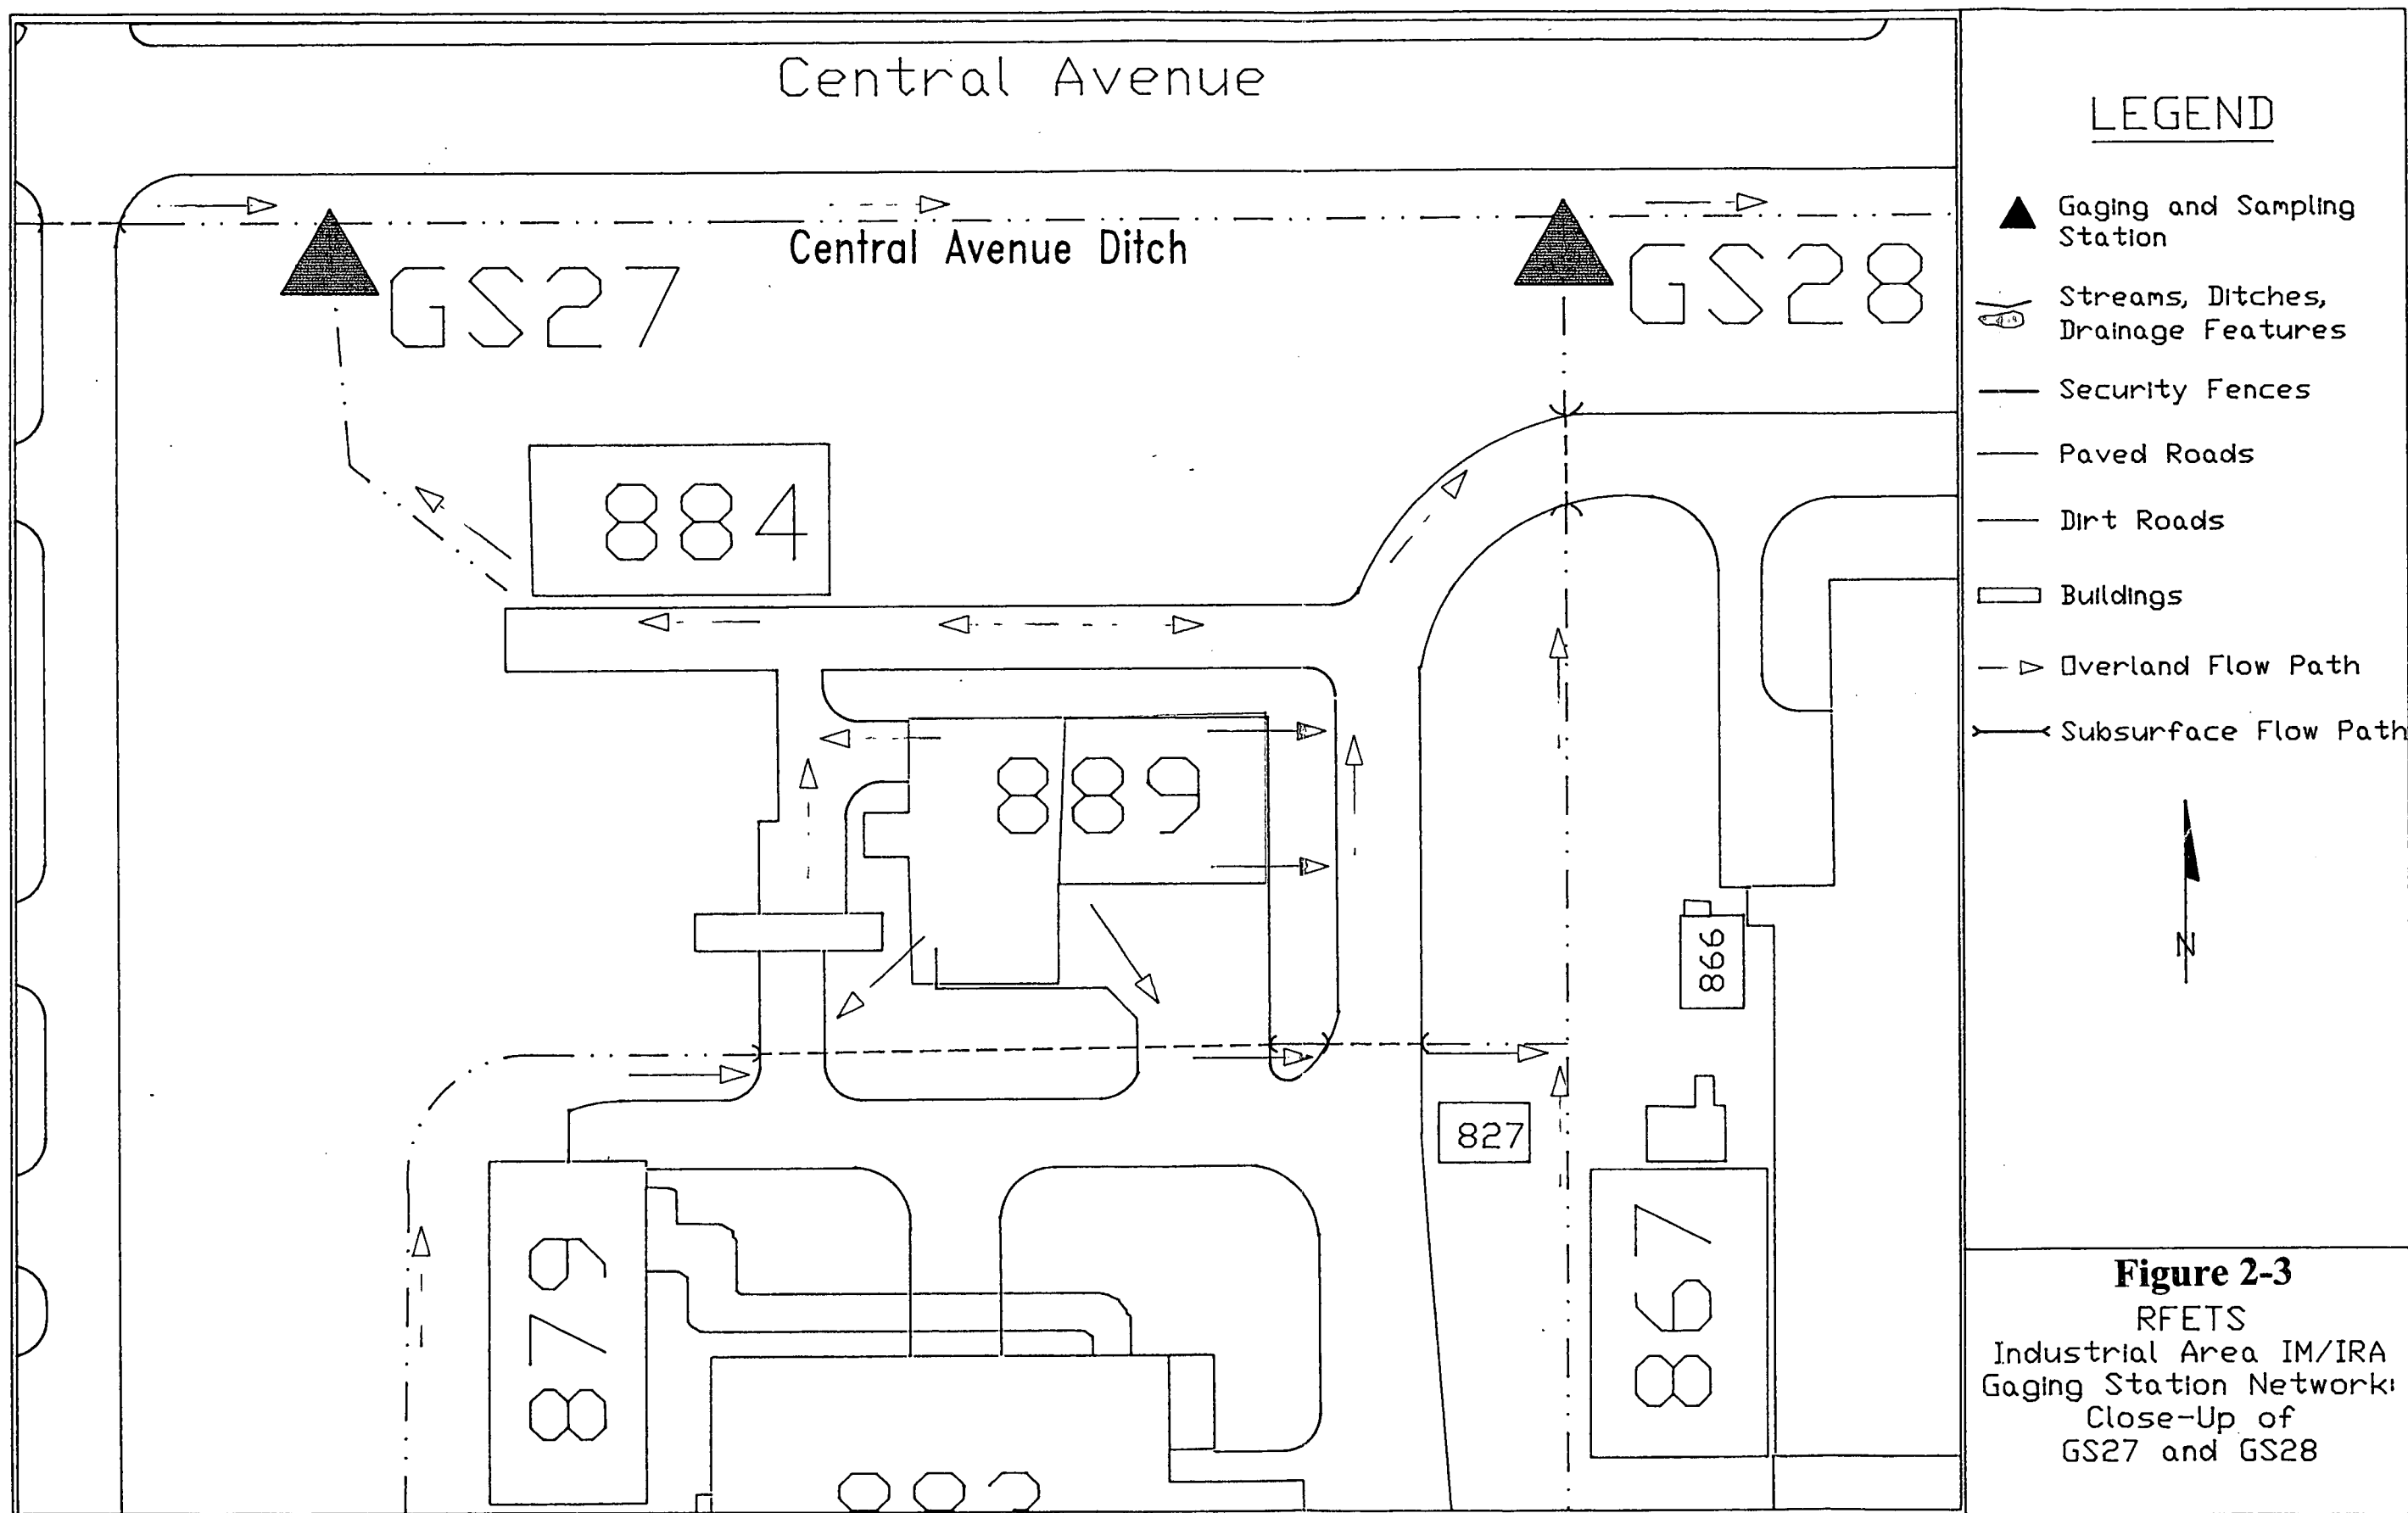 Central Avenue
Central Avenue Ditch
GS27
GS28
884
889
866
827
879
867
LEGEND
Gaging and Sampling
Station
Streams, Ditches,
Drainage Features
Security Fences
Paved Roads
Dirt Roads
Buildings
Overland Flow Path
Subsurface Flow Path
N
Figure 2-3
RFETS
Industrial Area IM/IRA
Gaging Station Network:
Close-Up of
GS27 and GS28